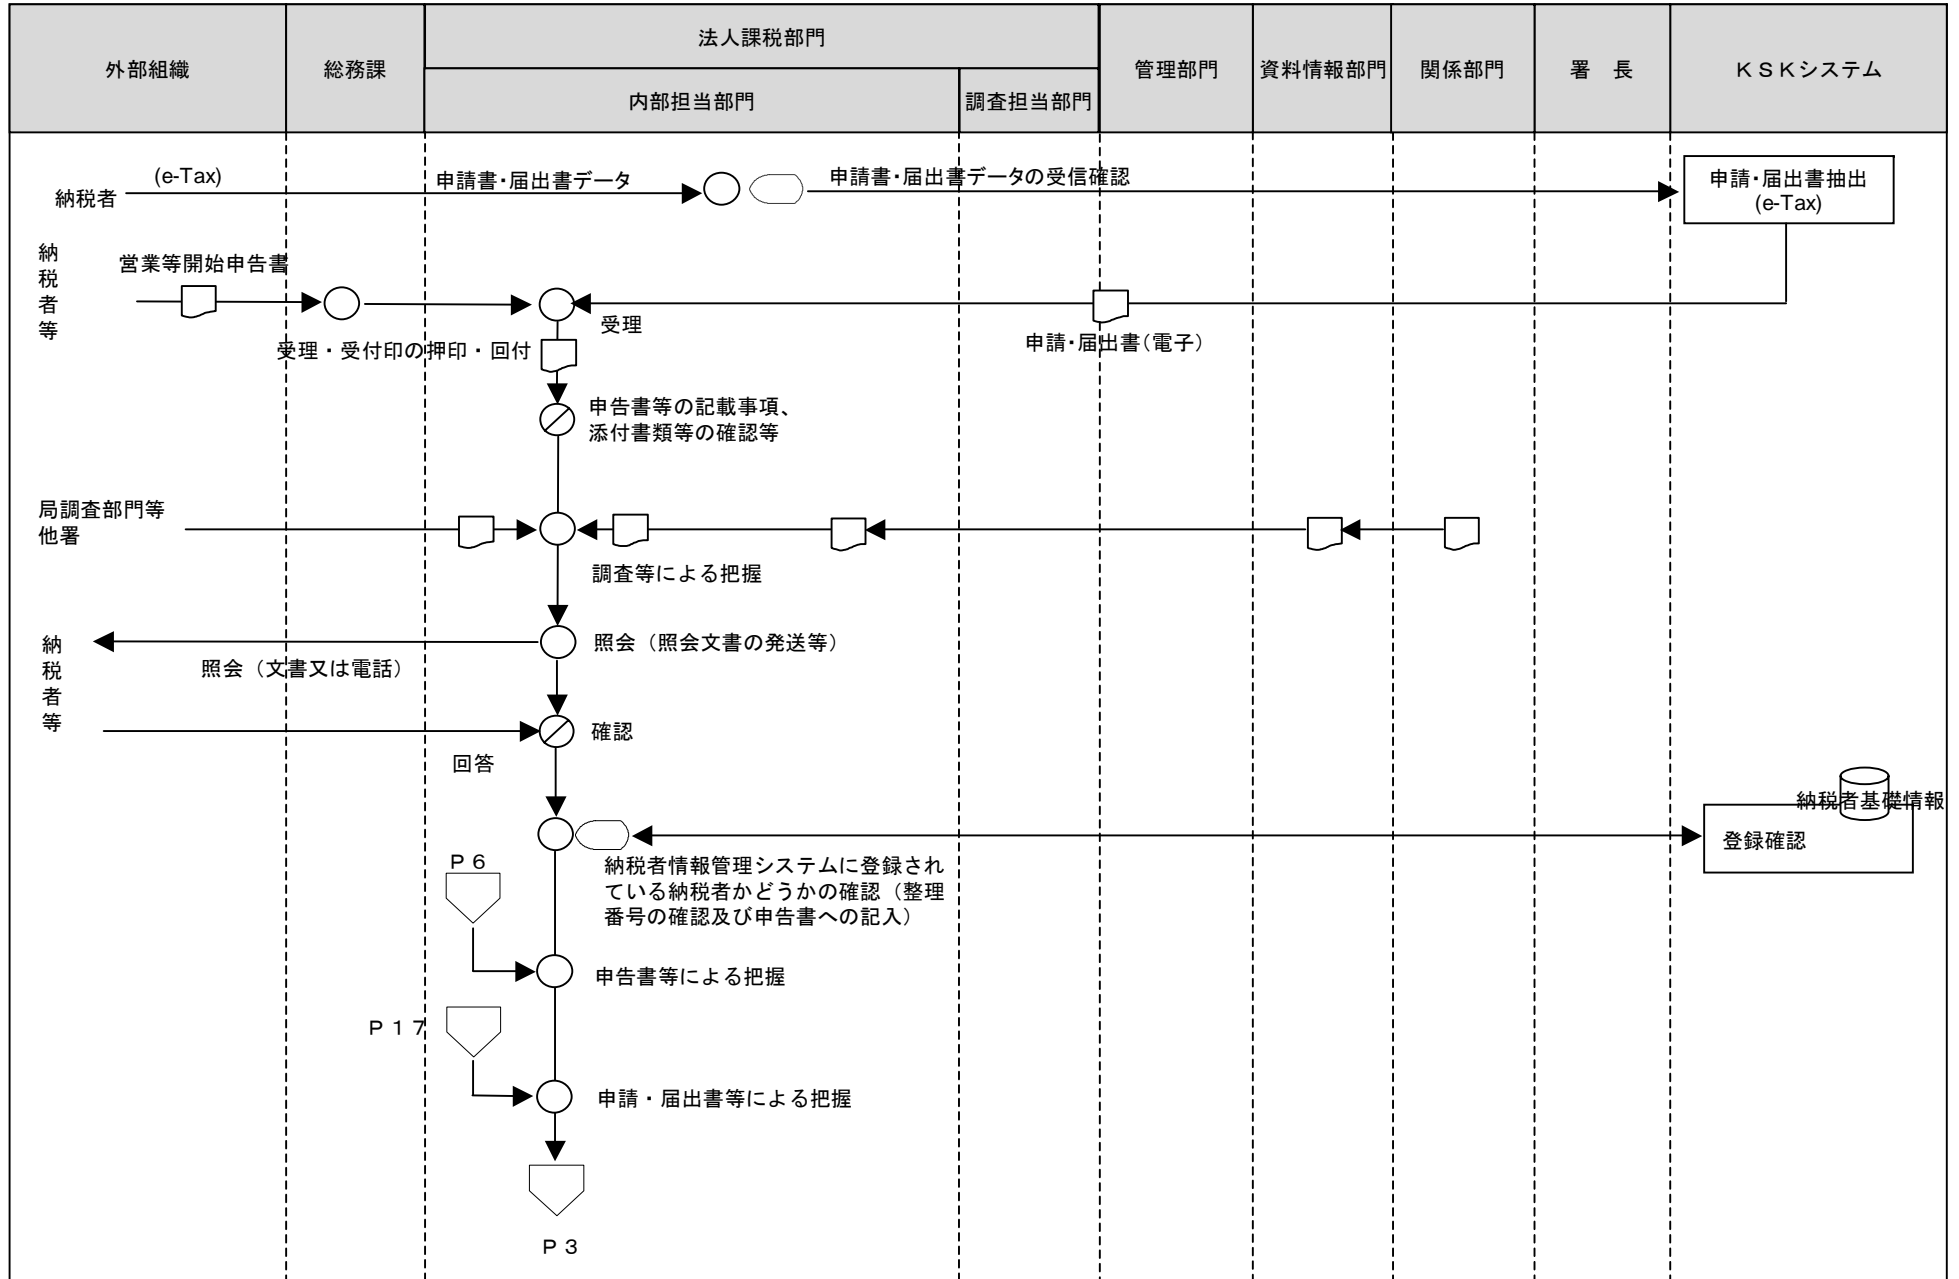 法人課税部門
外部組織
総務課
管理部門
資料情報部門
関係部門
署　長
ＫＳＫシステム
内部担当部門
調査担当部門
納税者
(e-Tax)
申請書・届出書データ
申請書・届出書データの受信確認
申請・届出書抽出
(e-Tax)
納税者等
営業等開始申告書
受理
受理・受付印の押印・回付
申請・届出書（電子）
申告書等の記載事項、
添付書類等の確認等
局調査部門等
他署
調査等による把握
納税者等
照会（照会文書の発送等）
照会（文書又は電話）
確認
回答
納税者基礎情報
登録確認
納税者情報管理システムに登録され
ている納税者かどうかの確認（整理
番号の確認及び申告書への記入）
Ｐ６
申告書等による把握
Ｐ１７
申請・届出書等による把握
Ｐ３